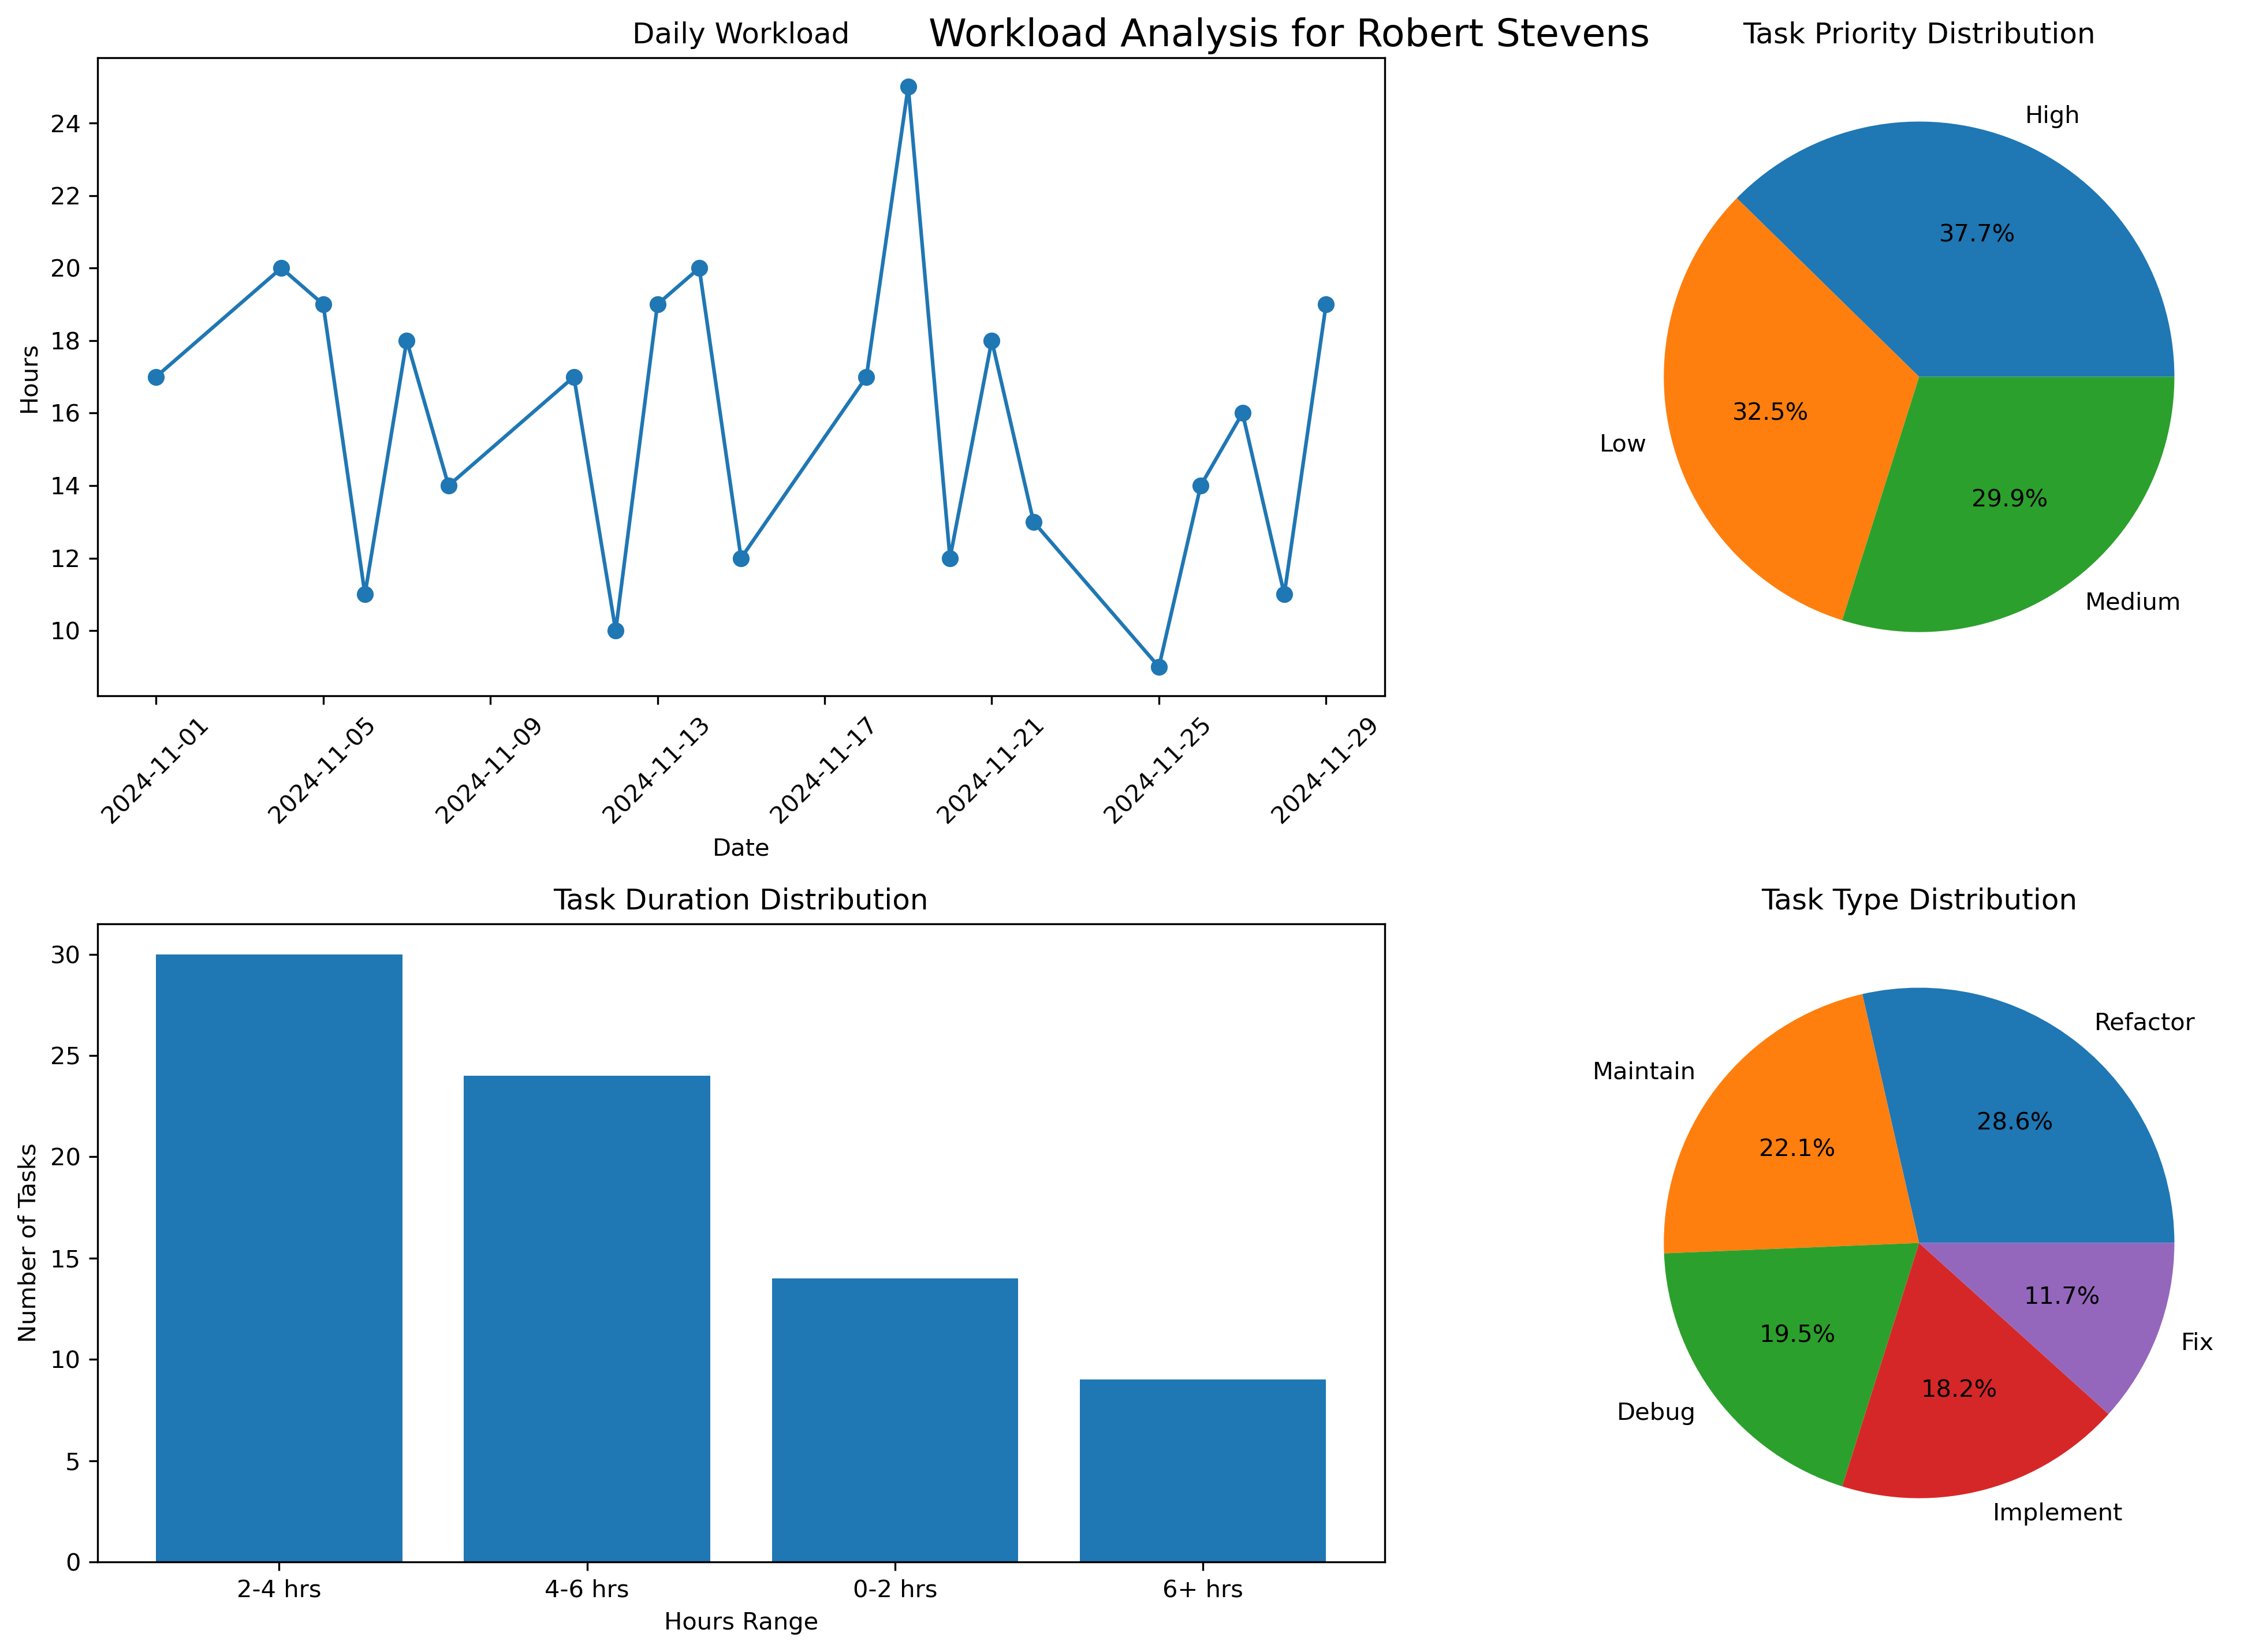 Workload Analysis for Robert Stevens
Daily Workload
Hours
24
22
20
18
16
14
12
10
2024-11-01
2024-11-05
2024-11-09
2024-11-13
2024-11-17
2024-11-21
2024-11-25
2024-11-29
Date
Task Priority Distribution
High
37.7%
Low
32.5%
Medium
29.9%
Task Duration Distribution
Number of Tasks
30
25
20
15
10
5
0
2-4 hrs
4-6 hrs
0-2 hrs
6+ hrs
Hours Range
Task Type Distribution
Refactor
28.6%
Maintain
22.1%
Debug
19.5%
Implement
18.2%
Fix
11.7%